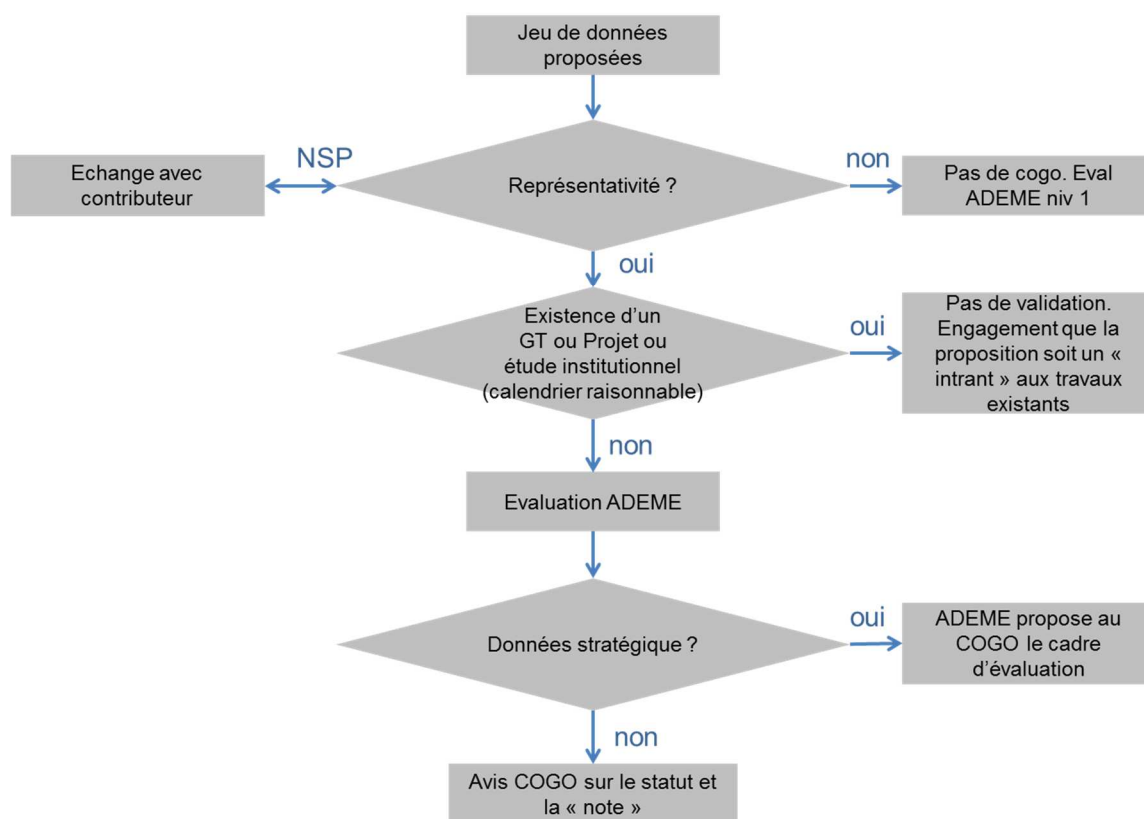 Jeu de données
proposées
NSP
non
Echange avec
contributeur
Représentativité ?
Pas de cogo. Eval
ADEME niv 1
oui
Existence d’un
GT ou Projet ou
étude institutionnel
(calendrier raisonnable)
oui
Pas de validation.
Engagement que la
proposition soit un «
intrant » aux travaux
existants
non
Evaluation ADEME
Données stratégique ?
oui
ADEME propose au
COGO le cadre
d’évaluation
non
Avis COGO sur le statut et
la « note »